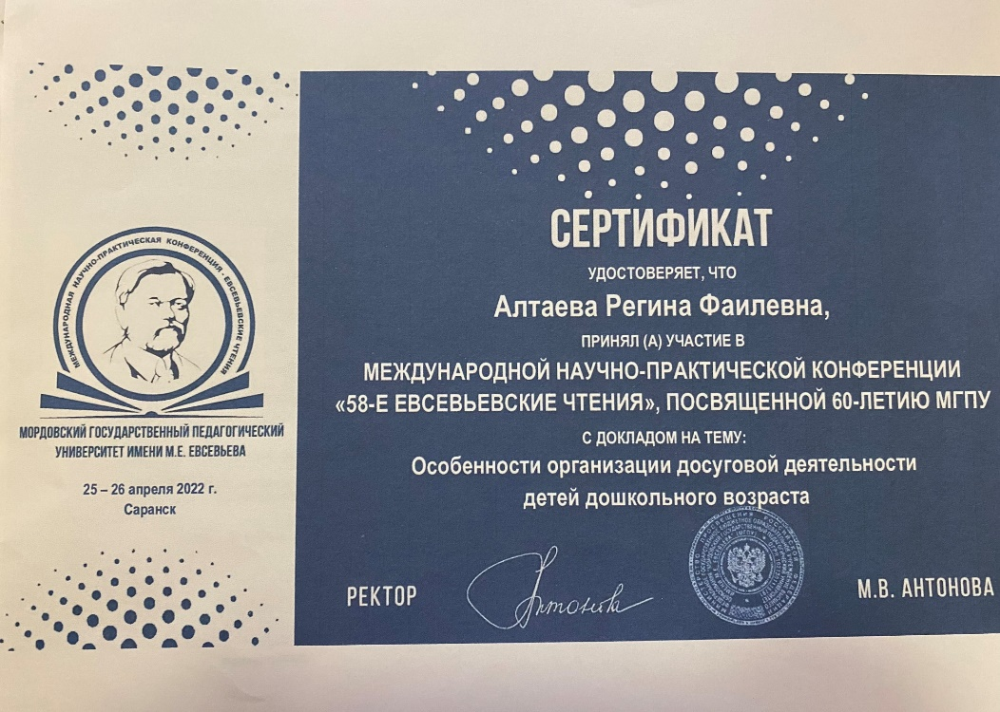 МЕЖДУНАРОДНАЯ НАУЧНО-ПРАКТИЧЕСКАЯ КОНФЕРЕНЦИЯ - ЕВСЕВЬЕВСКИЕ ЧТЕНИЯ
МОРДОВСКИЙ ГОСУДАРСТВЕННЫЙ ПЕДАГОГИЧЕСКИЙ
УНИВЕРСИТЕТ ИМЕНИ М.Е. ЕВСЕВЬЕВА
25 – 26 апреля 2022 г.
Саранск
СЕРТИФИКАТ
УДОСТОВЕРЯЕТ, ЧТО
Алтаева Регина Фаилевна,
ПРИНЯЛ (А) УЧАСТИЕ В
МЕЖДУНАРОДНОЙ НАУЧНО-ПРАКТИЧЕСКОЙ КОНФЕРЕНЦИИ
«58-Е ЕВСЕВЬЕВСКИЕ ЧТЕНИЯ», ПОСВЯЩЕННОЙ 60-ЛЕТИЮ МГПУ
С ДОКЛАДОМ НА ТЕМУ:
Особенности организации досуговой деятельности
детей дошкольного возраста
РЕКТОР
Антонова
М.В. АНТОНОВА